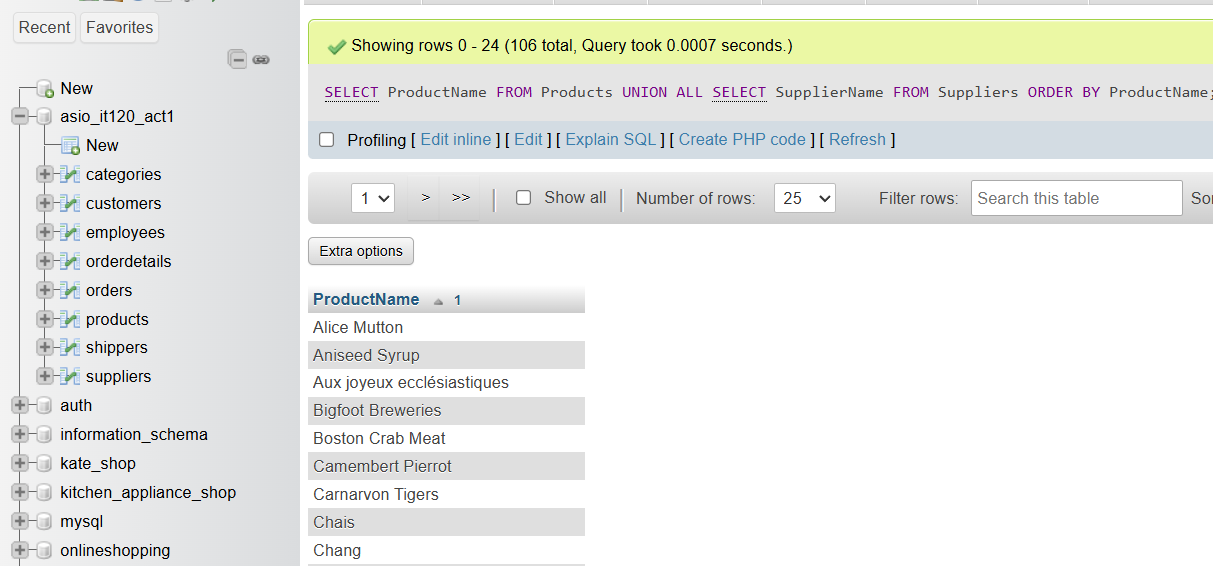 Recent Favorites
New
asio_it120_act1
New
categories
customers
employees
orderdetails
orders
products
shippers
suppliers
auth
information_schema
kate_shop
kitchen_appliance_shop
mysql
onlineshopping
Showing rows 0 - 24 (106 total, Query took 0.0007 seconds.)
SELECT ProductName FROM Products UNION ALL SELECT SupplierName FROM Suppliers ORDER BY ProductName;
Profiling [ Edit inline ] [ Edit ] [ Explain SQL ] [ Create PHP code ] [ Refresh ]
1 > >> | Show all | Number of rows: 25 Filter rows: Search this table
Extra options
ProductName 1
Alice Mutton
Aniseed Syrup
Aux joyeux ecclésiastiques
Bigfoot Breweries
Boston Crab Meat
Camembert Pierrot
Carnarvon Tigers
Chais
Chang